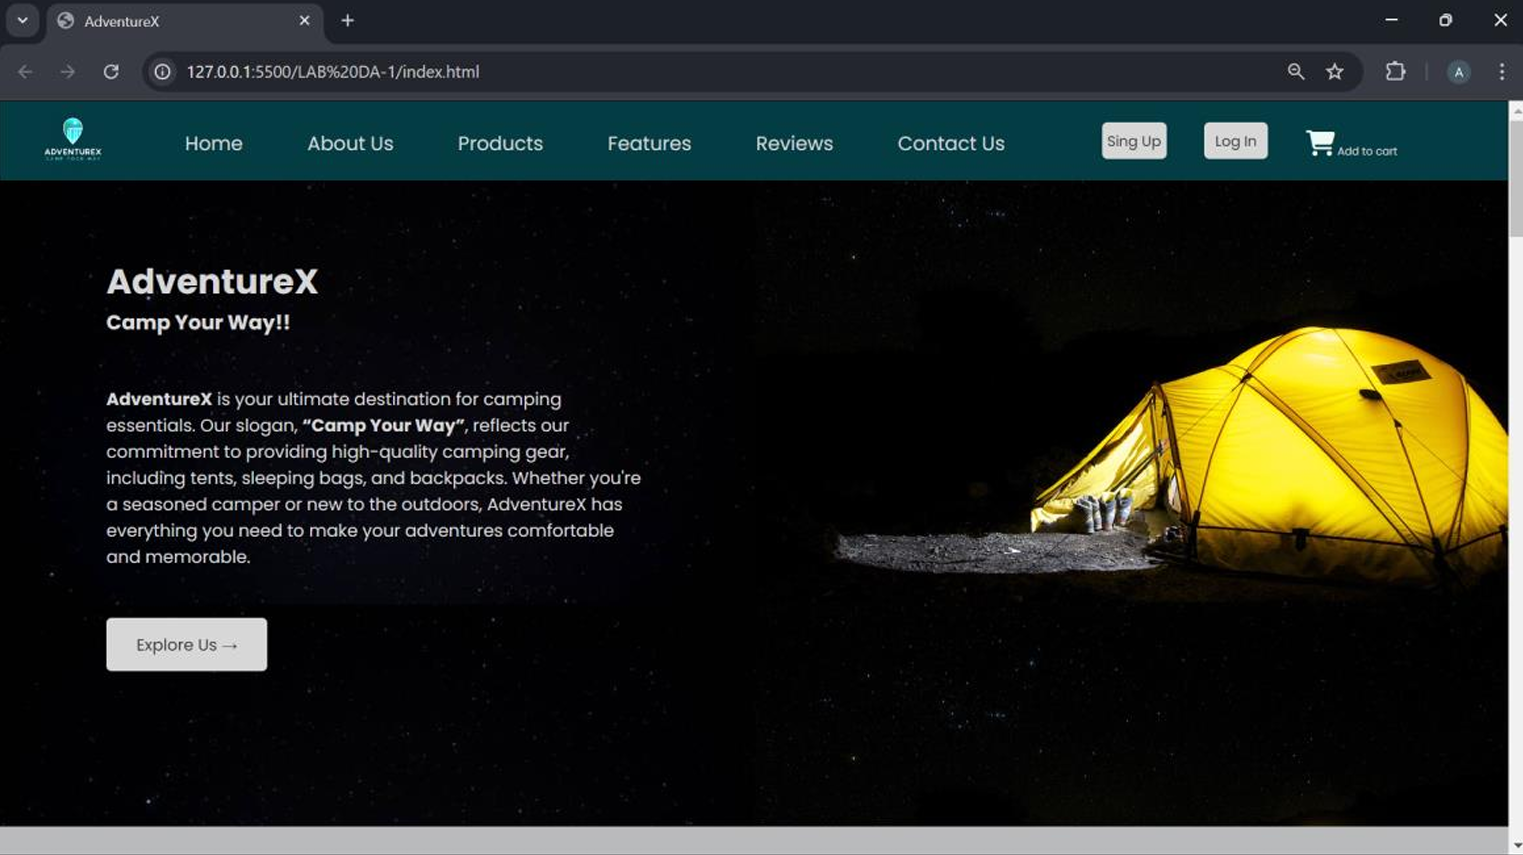 AdventureX
127.0.0.1:5500/LAB%20DA-1/index.html
A
ADVENTUREX
CAMP YOUR WAY
Home
About Us
Products
Features
Reviews
Contact Us
Sing Up
Log In
Add to cart
AdventureX
Camp Your Way!!
AdventureX is your ultimate destination for camping
essentials. Our slogan, “Camp Your Way”, reflects our
commitment to providing high-quality camping gear,
including tents, sleeping bags, and backpacks. Whether you're
a seasoned camper or new to the outdoors, AdventureX has
everything you need to make your adventures comfortable
and memorable.
Explore Us →